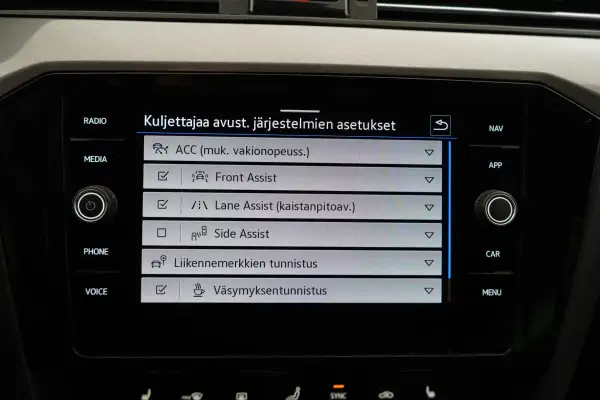 RADIO
MEDIA
PHONE
VOICE
Kuljettajaa avust. järjestelmien asetukset
ACC (muk. vakionopeuss.)
Front Assist
Lane Assist (kaistanpitoav.)
Side Assist
Liikennemerkkien tunnistus
Väsymyksentunnistus
NAV
APP
CAR
MENU
SYNC